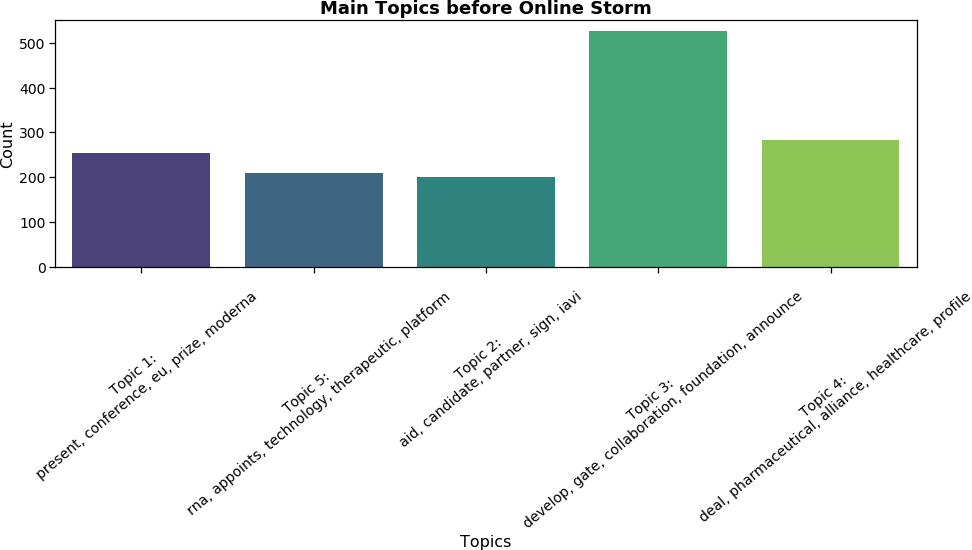 Main Topics before Online Storm
Count
500
400
300
200
100
0
Topic 1:
present, conference, eu, prize, moderna
Topic 5:
rna, appoints, technology, therapeutic, platform
Topic 2:
aid, candidate, partner, sign, iavi
Topic 3:
develop, gate, collaboration, foundation, announce
Topic 4:
deal, pharmaceutical, alliance, healthcare, profile
Topics